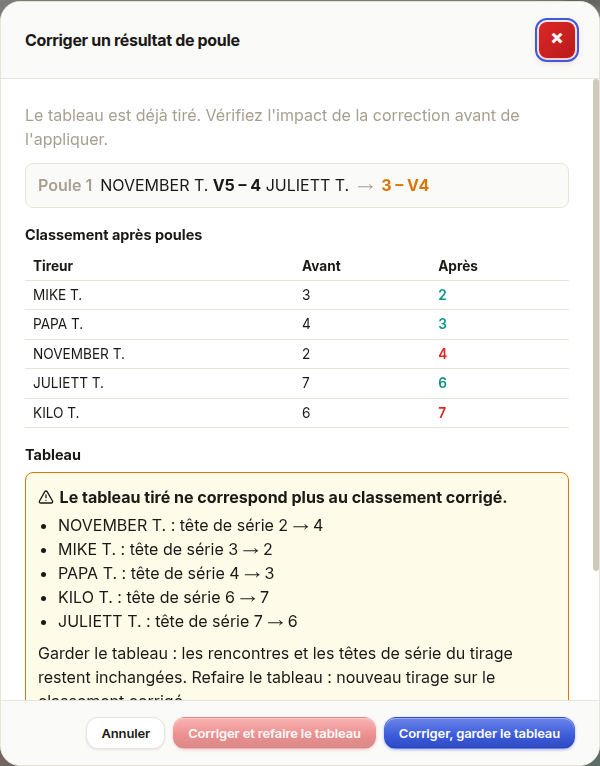 Corriger un résultat de poule
Le tableau est déjà tiré. Vérifiez l'impact de la correction avant de
l'appliquer.
Poule 1 NOVEMBER T. V5 – 4 JULIETT T. → 3 – V4
Classement après poules
Tireur Avant Après
MIKE T. 3 2
PAPA T. 4 3
NOVEMBER T. 2 4
JULIETT T. 7 6
KILO T. 6 7
Tableau
⚠ Le tableau tiré ne correspond plus au classement corrigé.
• NOVEMBER T. : tête de série 2 → 4
• MIKE T. : tête de série 3 → 2
• PAPA T. : tête de série 4 → 3
• KILO T. : tête de série 6 → 7
• JULIETT T. : tête de série 7 → 6
Garder le tableau : les rencontres et les têtes de série du tirage
restent inchangées. Refaire le tableau : nouveau tirage sur le
classement corrigé.
Annuler Corriger et refaire le tableau Corriger, garder le tableau